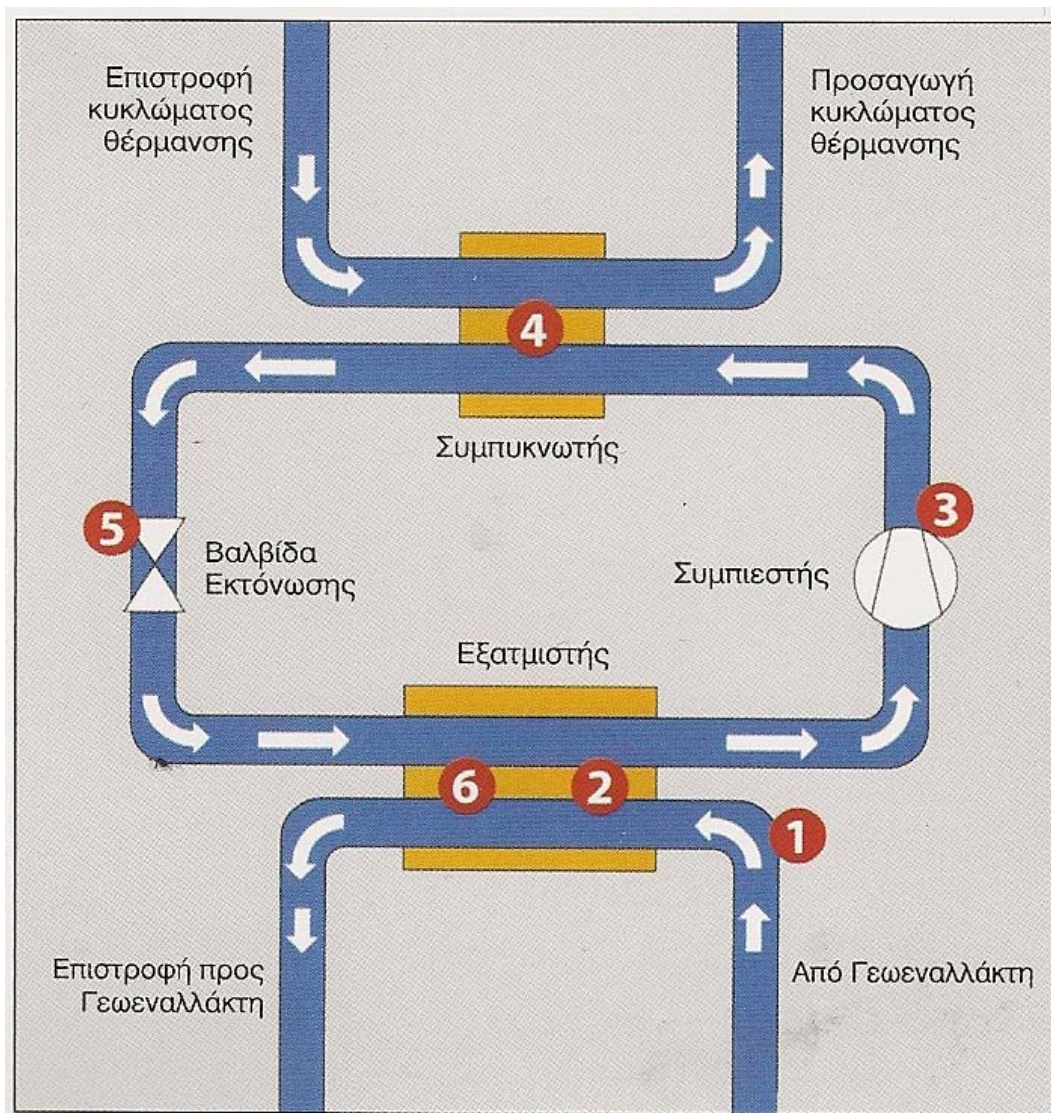 Επιστροφή
κυκλώματος
θέρμανσης
Προσαγωγή
κυκλώματος
θέρμανσης
4
Συμπυκνωτής
5
Βαλβίδα
Εκτόνωσης
3
Συμπιεστής
Εξατμιστής
6
2
1
Επιστροφή προς
Γεωεναλλάκτη
Από Γεωεναλλάκτη